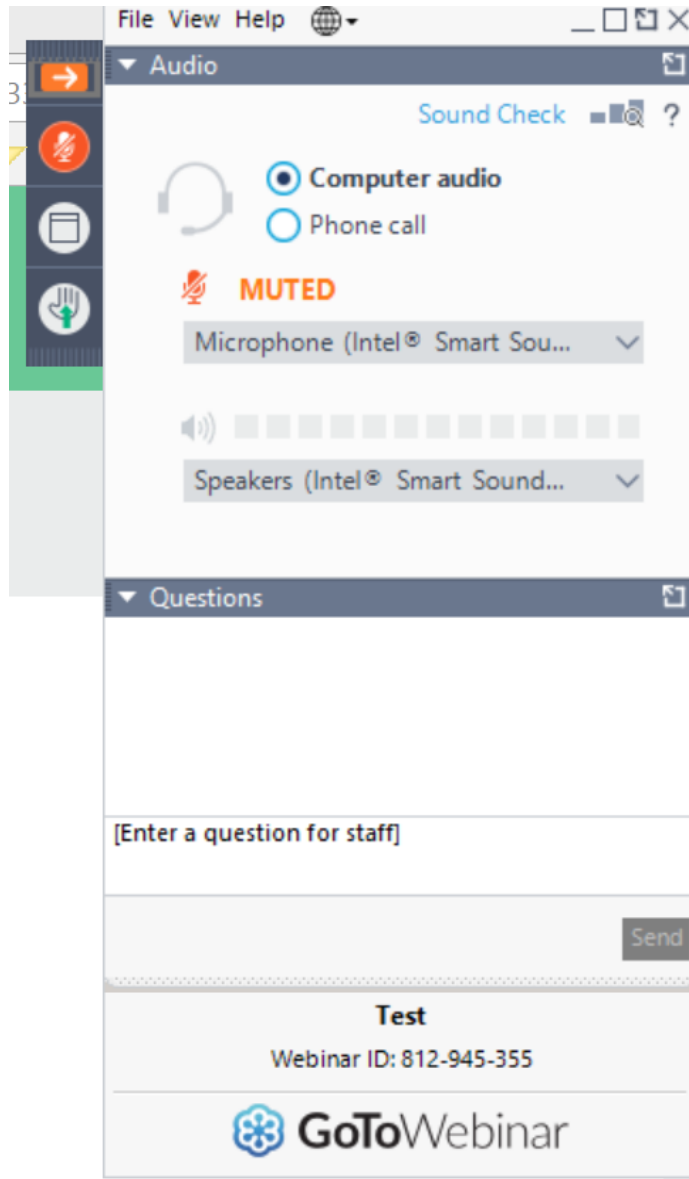 File View Help
Audio
Sound Check ?
Computer audio
Phone call
MUTED
Microphone (Intel® Smart Sou...
Speakers (Intel® Smart Sound...
Questions
[Enter a question for staff]
Send
Test
Webinar ID: 812-945-355
GoToWebinar